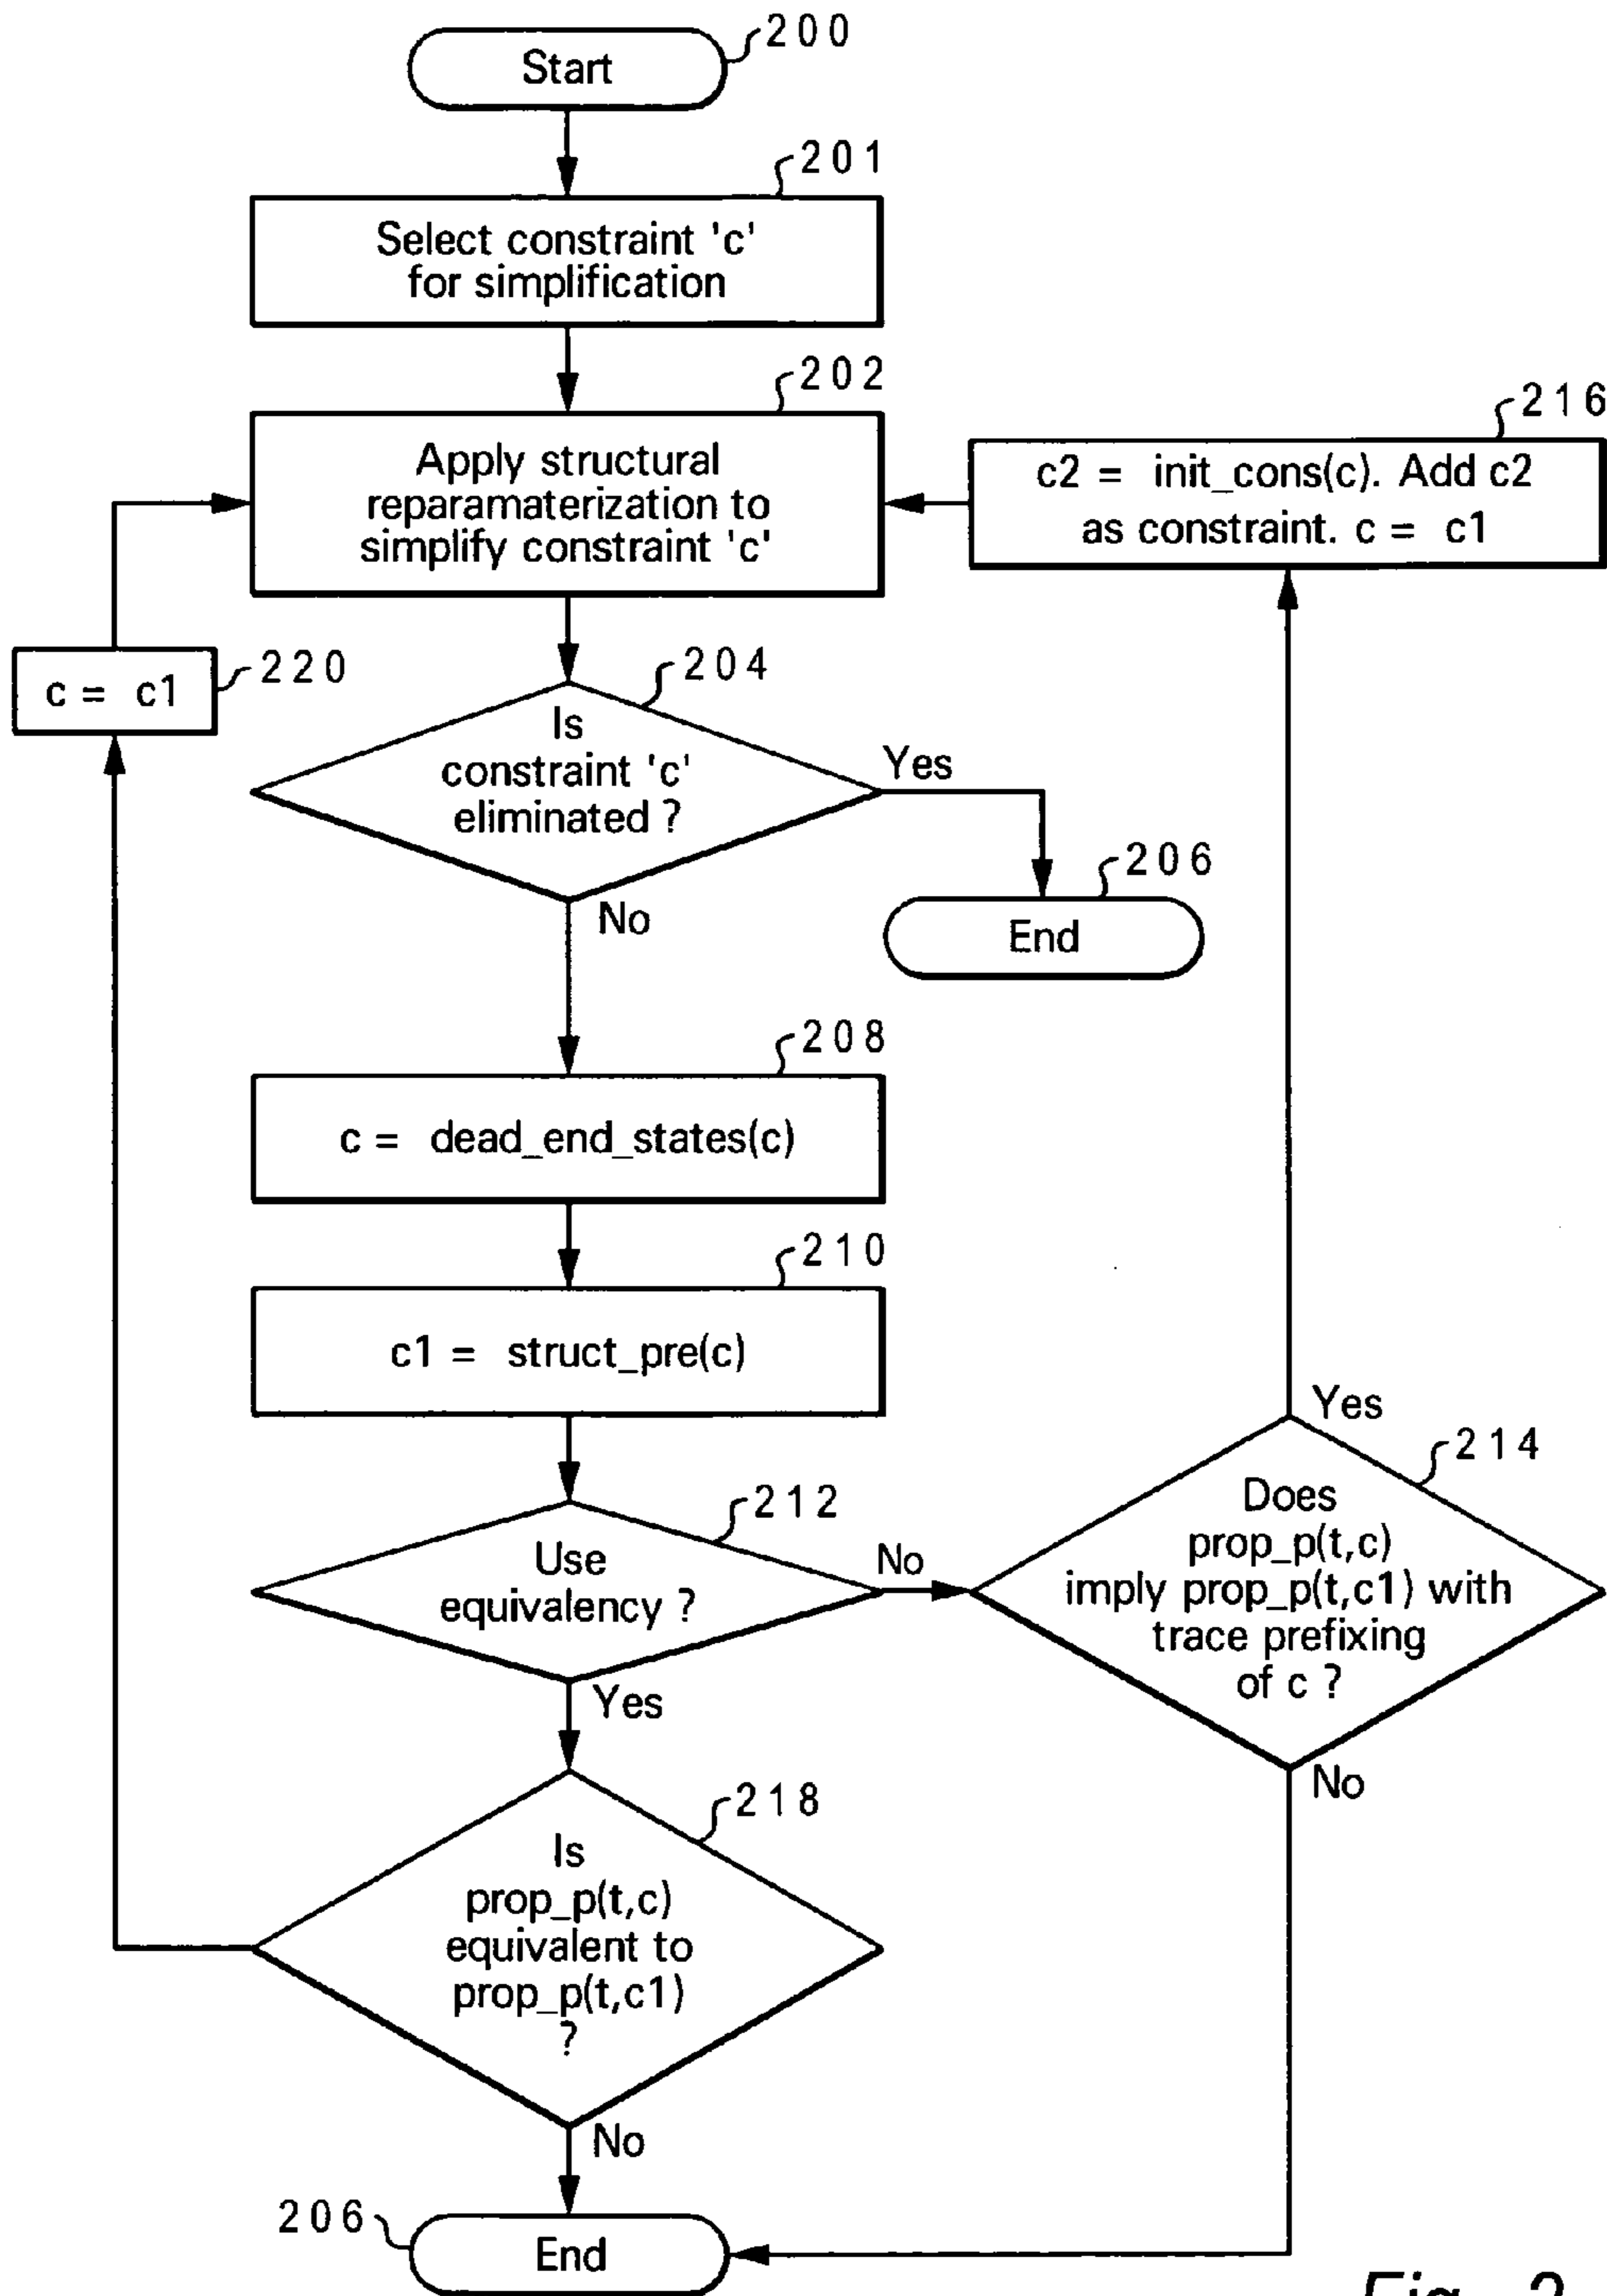 200
Start
201
Select constraint 'c'
for simplification
202
Apply structural
reparamaterization to
simplify constraint 'c'
216
c2 = init_cons(c). Add c2
as constraint. c = c1
220
c = c1
204
Is
constraint 'c'
eliminated ?
Yes
No
206
End
208
c = dead_end_states(c)
210
c1 = struct_pre(c)
212
Use
equivalency ?
No
Yes
214
Does
prop_p(t,c)
imply prop_p(t,c1) with
trace prefixing
of c ?
Yes
No
218
Is
prop_p(t,c)
equivalent to
prop_p(t,c1)
?
No
206
End
Fig. 2